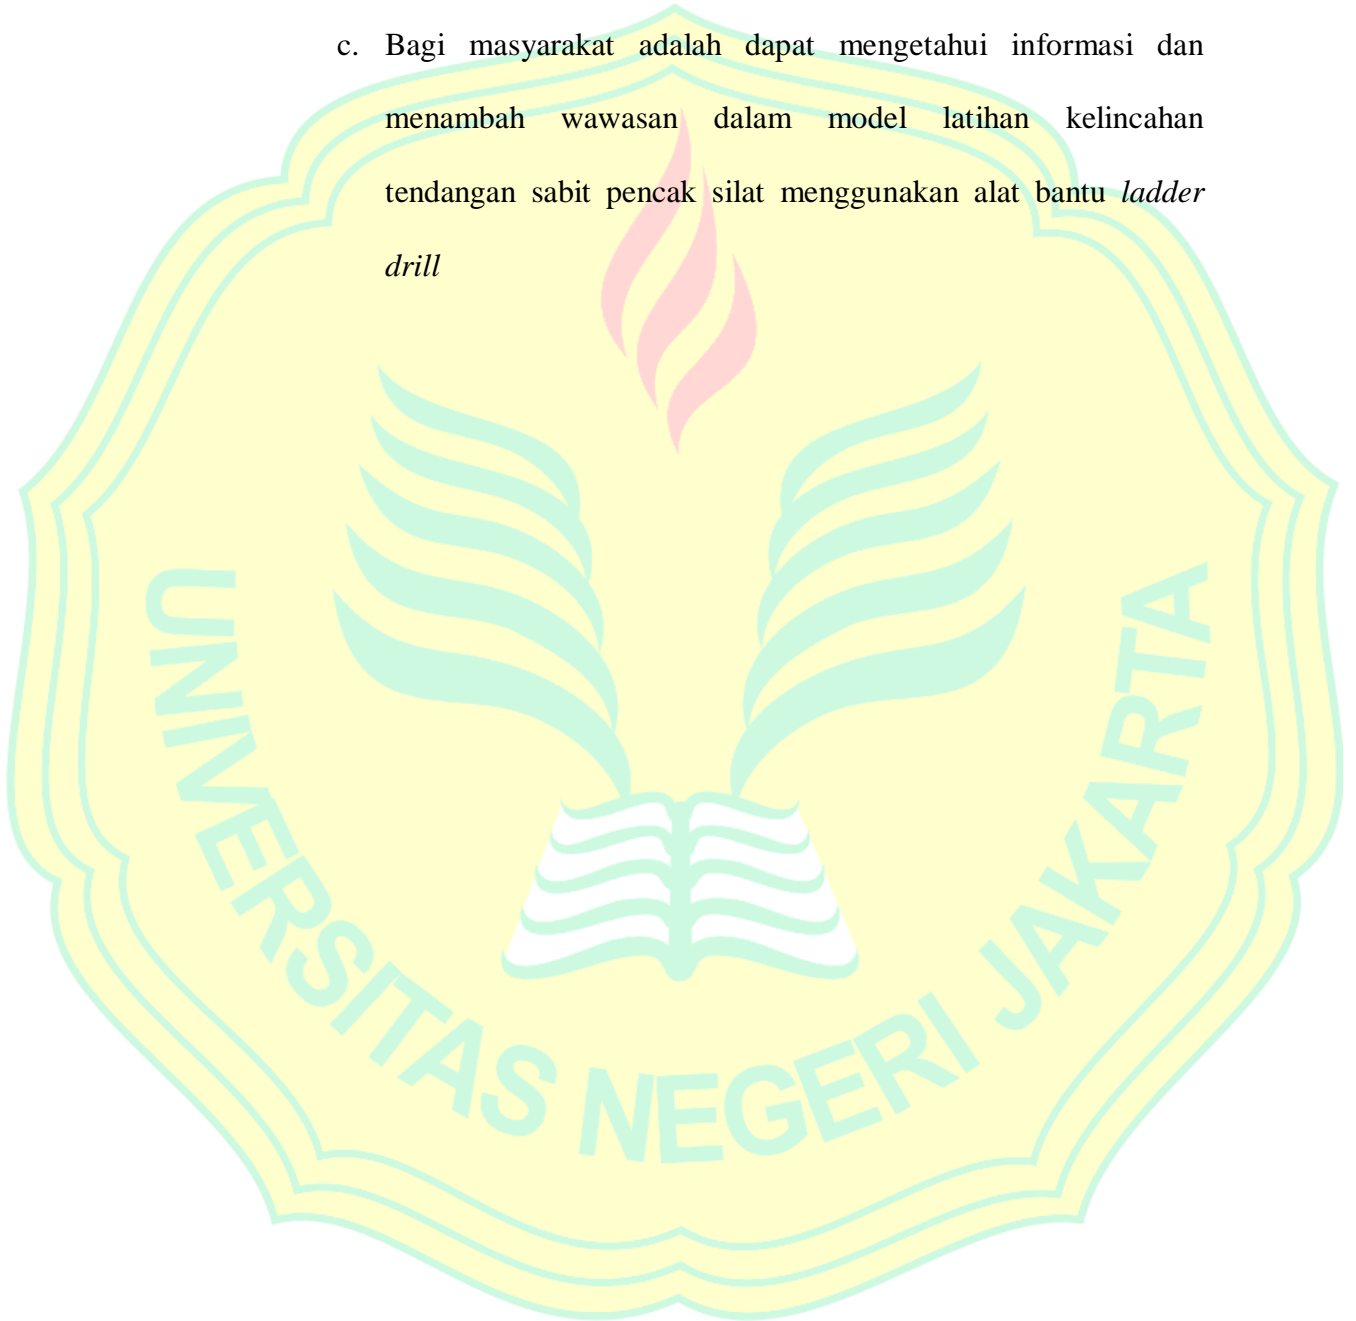 c. Bagi masyarakat adalah dapat mengetahui informasi dan
menambah wawasan dalam model latihan kelincahan
tendangan sabit pencak silat menggunakan alat bantu ladder
drill
UNIVERSITAS NEGERI JAKARTA